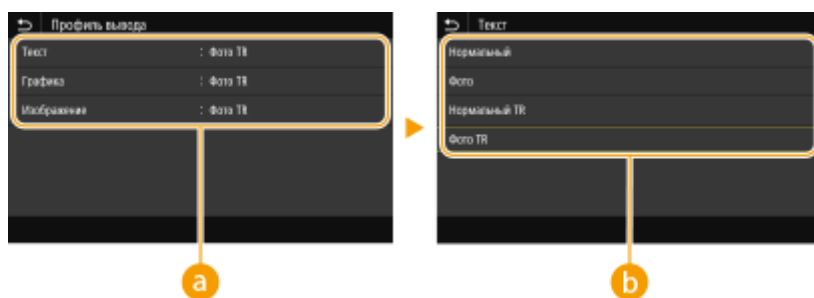 Профиль вывода
Текст : Фото TR
Графика : Фото TR
Изображение : Фото TR
a
Текст
Нормальный
Фото
Нормальный TR
Фото TR
b